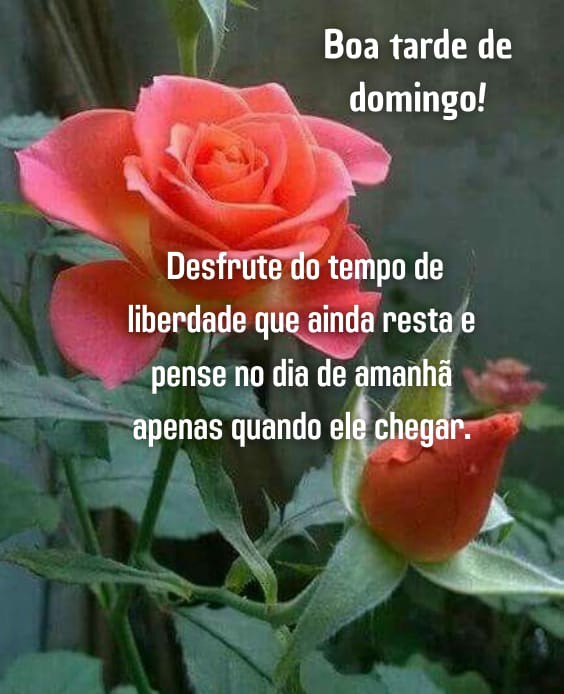 Boa tarde de
domingo!
Desfrute do tempo de
liberdade que ainda resta e
pense no dia de amanhã
apenas quando ele chegar.